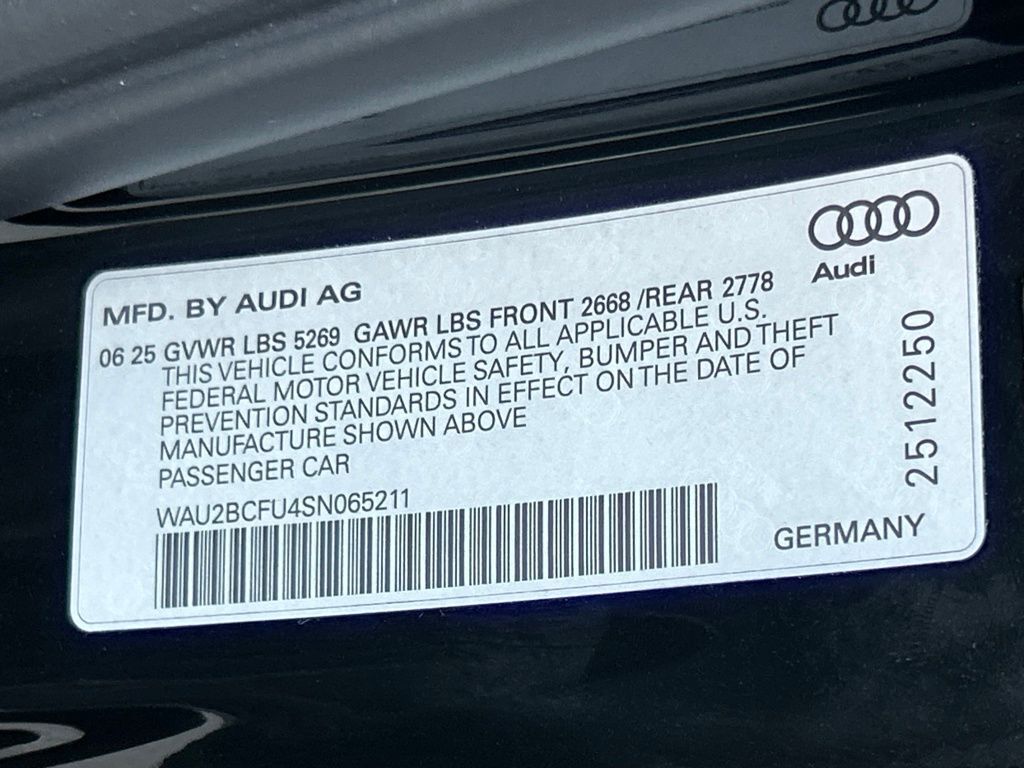 MFD. BY AUDI AG
Audi
06 25 GVWR LBS 5269 GAWR LBS FRONT 2668 /REAR 2778
THIS VEHICLE CONFORMS TO ALL APPLICABLE U.S.
FEDERAL MOTOR VEHICLE SAFETY, BUMPER AND THEFT
PREVENTION STANDARDS IN EFFECT ON THE DATE OF
MANUFACTURE SHOWN ABOVE
PASSENGER CAR
WAU2BCFU4SN065211
GERMANY
2512250